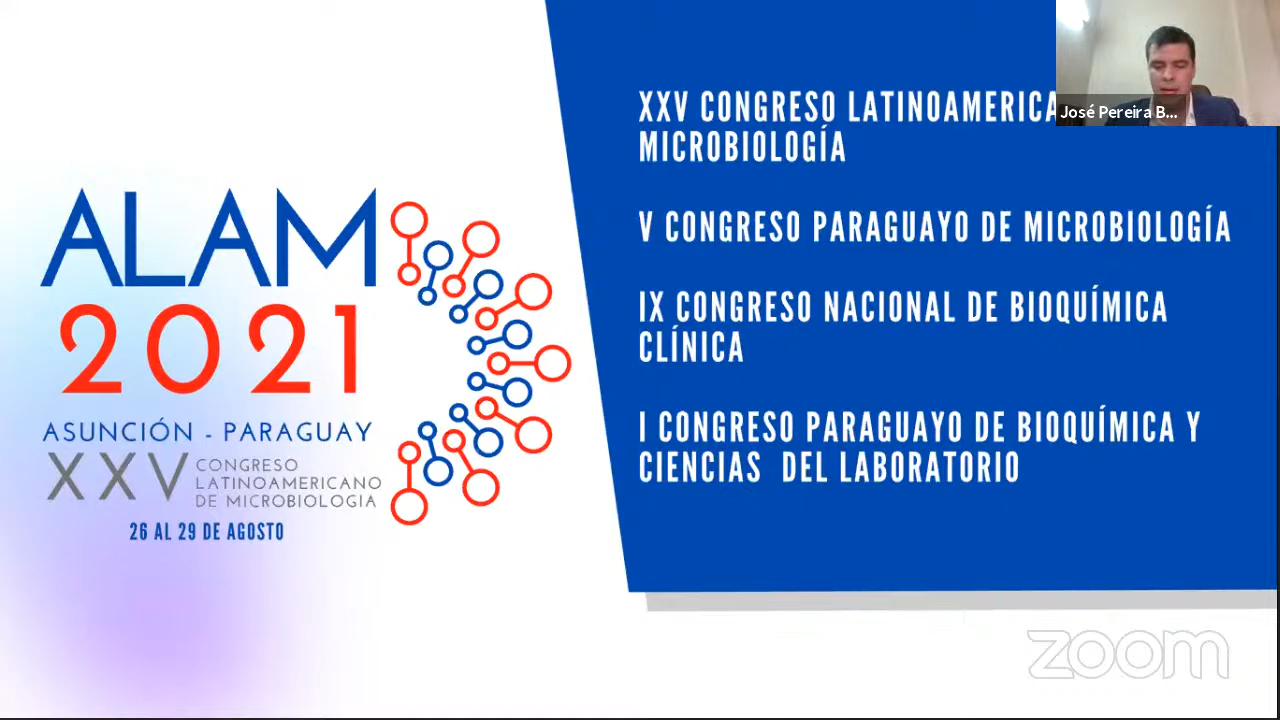 ALAM
2021
ASUNCIÓN - PARAGUAY
XXV
CONGRESO
LATINOAMERICANO
DE MICROBIOLOGIA
26 AL 29 DE AGOSTO
XXV CONGRESO LATINOAMERICA
MICROBIOLOGÍA
V CONGRESO PARAGUAYO DE MICROBIOLOGÍA
IX CONGRESO NACIONAL DE BIOQUÍMICA
CLÍNICA
I CONGRESO PARAGUAYO DE BIOQUÍMICA Y
CIENCIAS DEL LABORATORIO
José Pereira B...
zoom